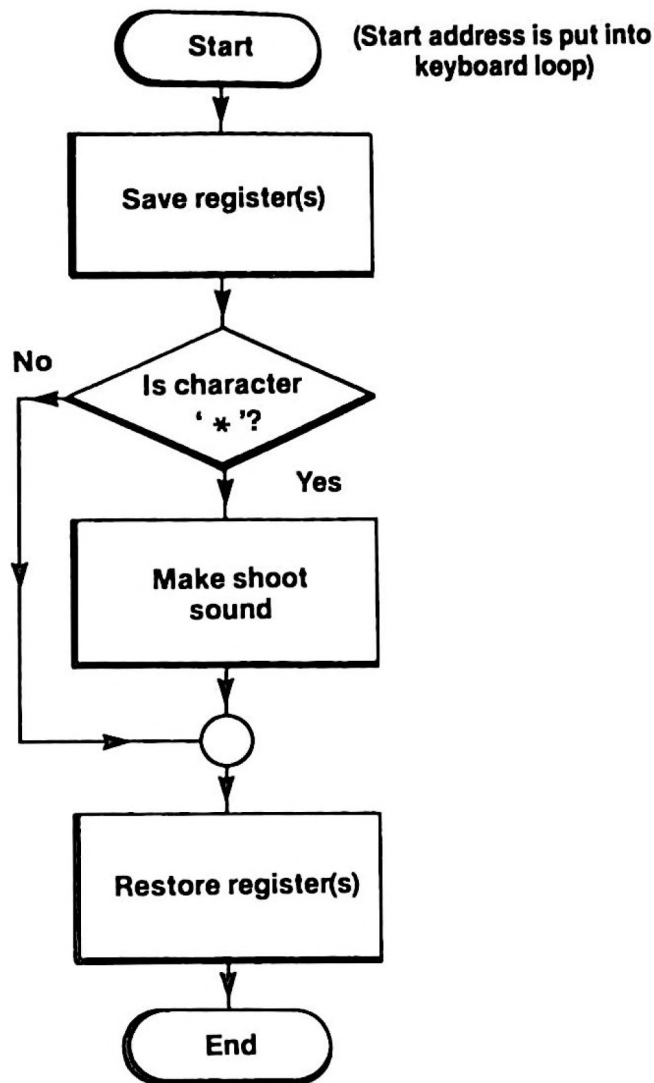 Start
(Start address is put into
keyboard loop)
Save register(s)
No
Is character
‘ * ’?
Yes
Make shoot
sound
Restore register(s)
End